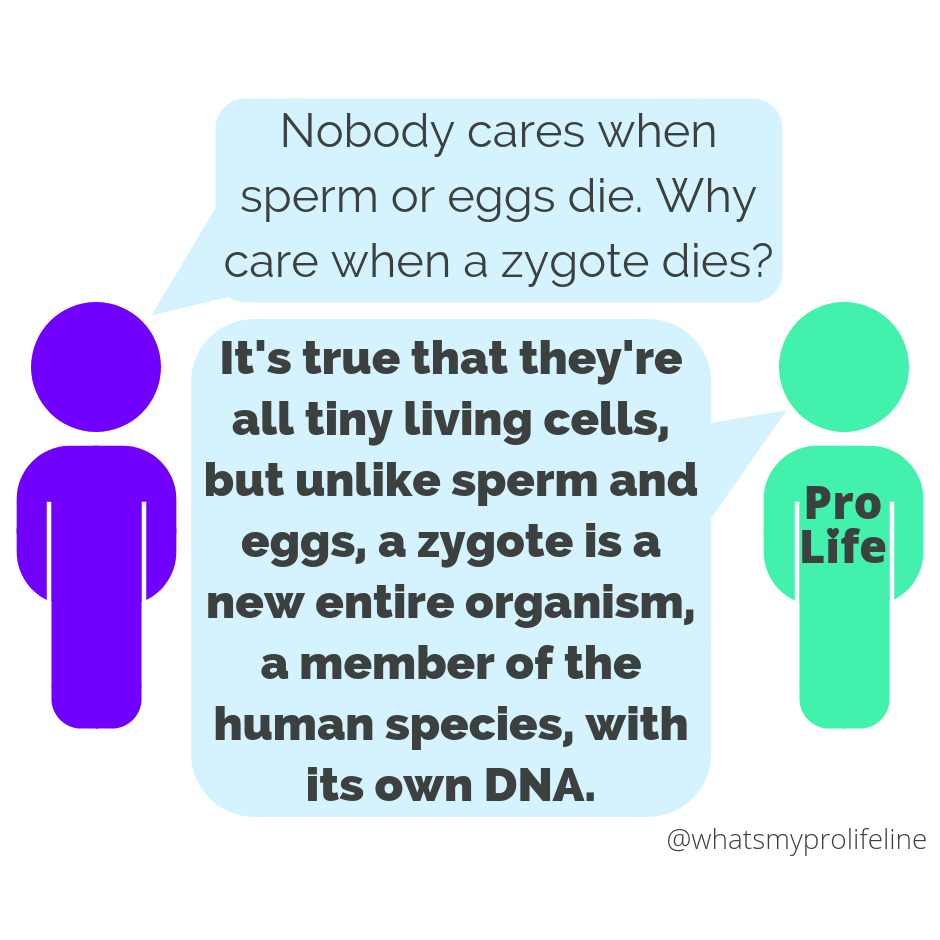 Nobody cares when
sperm or eggs die. Why
care when a zygote dies?
It's true that they're
all tiny living cells,
but unlike sperm and
eggs, a zygote is a
new entire organism,
a member of the
human species, with
its own DNA.
Pro
Life
@whatsmyprolifeline